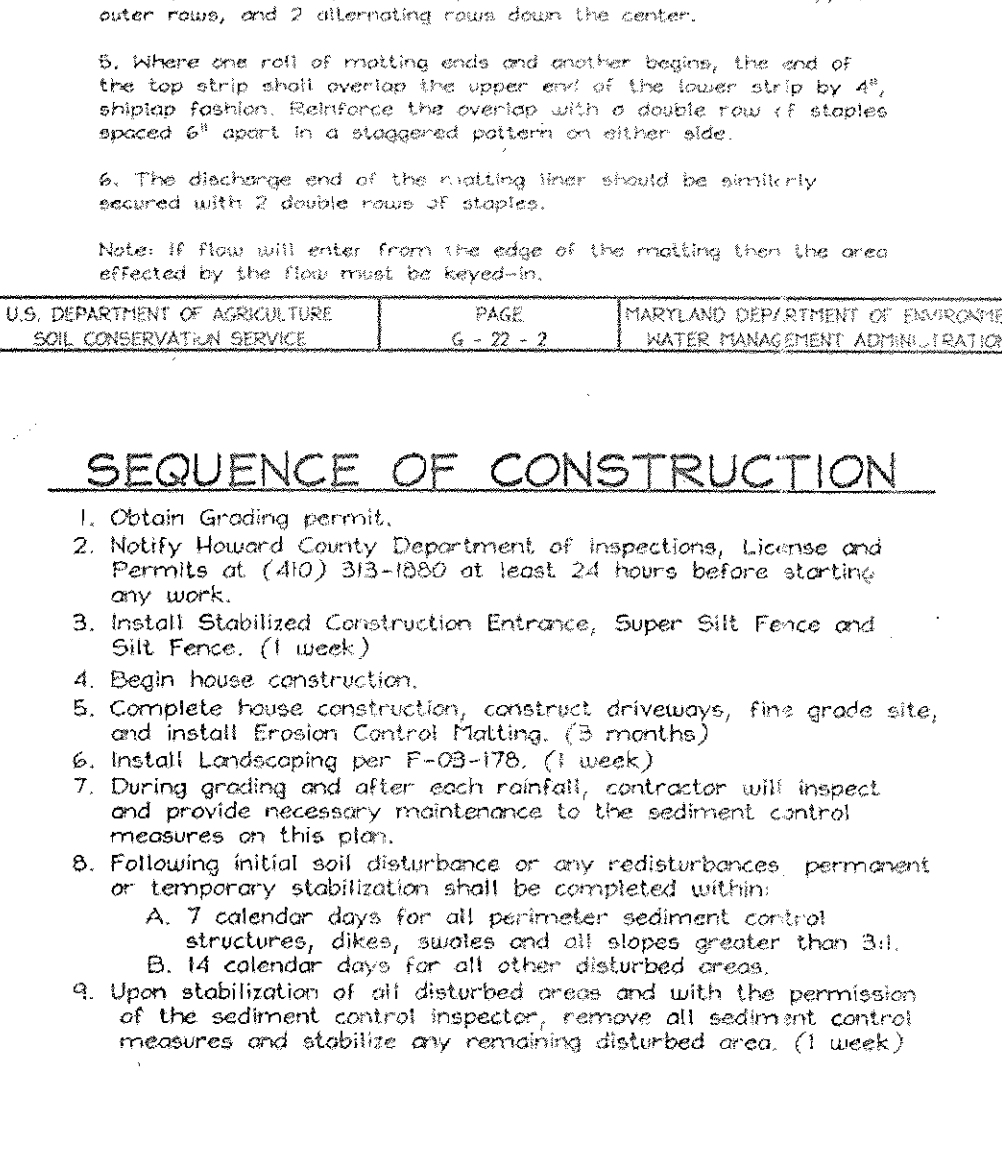 outer rows, and 2 alternating rows down the center.
5. Where one roll of matting ends and another begins, the end of
the top strip shall overlap the upper end of the lower strip by 4",
shiplap fashion. Reinforce the overlap with a double row of staples
spaced 6" apart in a staggered pattern on either side.
6. The discharge end of the matting liner should be similarly
secured with 2 double rows of staples.
Note: If flow will enter from the edge of the matting then the area
effected by the flow must be keyed-in.
U.S. DEPARTMENT OF AGRICULTURE PAGE MARYLAND DEPARTMENT OF ENVIRONME
SOIL CONSERVATION SERVICE G - 22 - 2 WATER MANAGEMENT ADMINISTRATION
SEQUENCE OF CONSTRUCTION
1. Obtain Grading permit.
2. Notify Howard County Department of Inspections, License and
Permits at (410) 313-1880 at least 24 hours before starting
any work.
3. Install Stabilized Construction Entrance, Super Silt Fence and
Silt Fence. (1 week)
4. Begin house construction.
5. Complete house construction, construct driveways, fine grade site,
and install Erosion Control Matting. (3 months)
6. Install Landscaping per F-03-178. (1 week)
7. During grading and after each rainfall, contractor will inspect
and provide necessary maintenance to the sediment control
measures on this plan.
8. Following initial soil disturbance or any redisturbances, permanent
or temporary stabilization shall be completed within:
A. 7 calendar days for all perimeter sediment control
structures, dikes, swales and all slopes greater than 3:1.
B. 14 calendar days for all other disturbed areas.
9. Upon stabilization of all disturbed areas and with the permission
of the sediment control inspector, remove all sediment control
measures and stabilize any remaining disturbed area. (1 week)